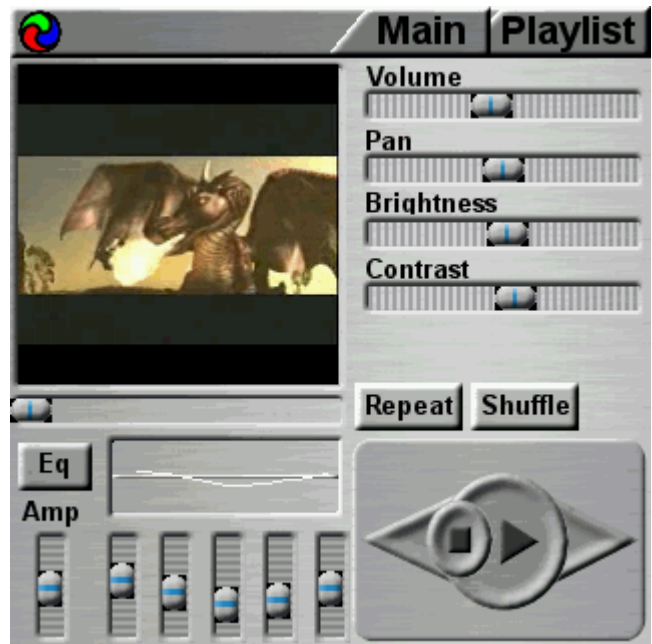 Main Playlist
Volume
Pan
Brightness
Contrast
Repeat Shuffle
Eq
Amp